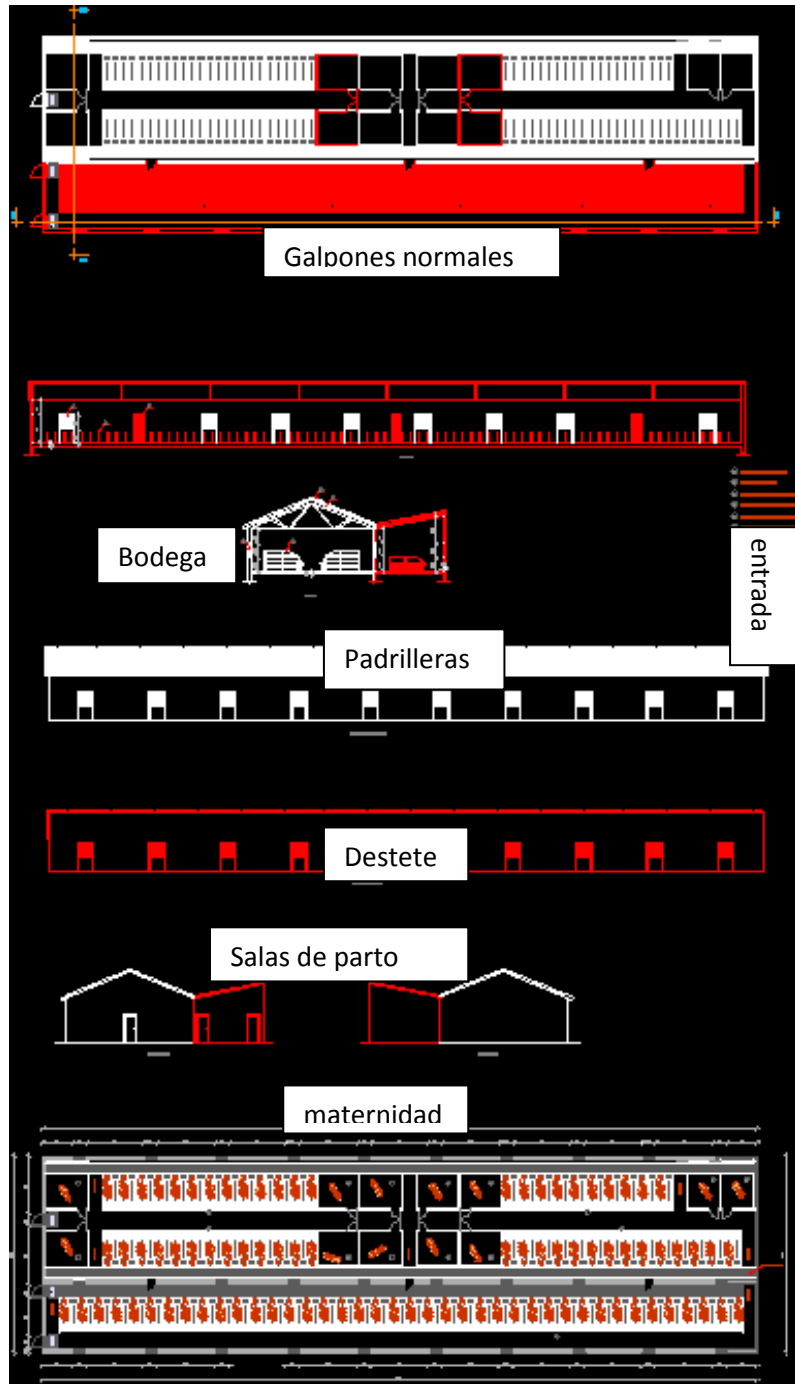 Galpones normales
Bodega
entrada
Padrilleras
Destete
Salas de parto
maternidad